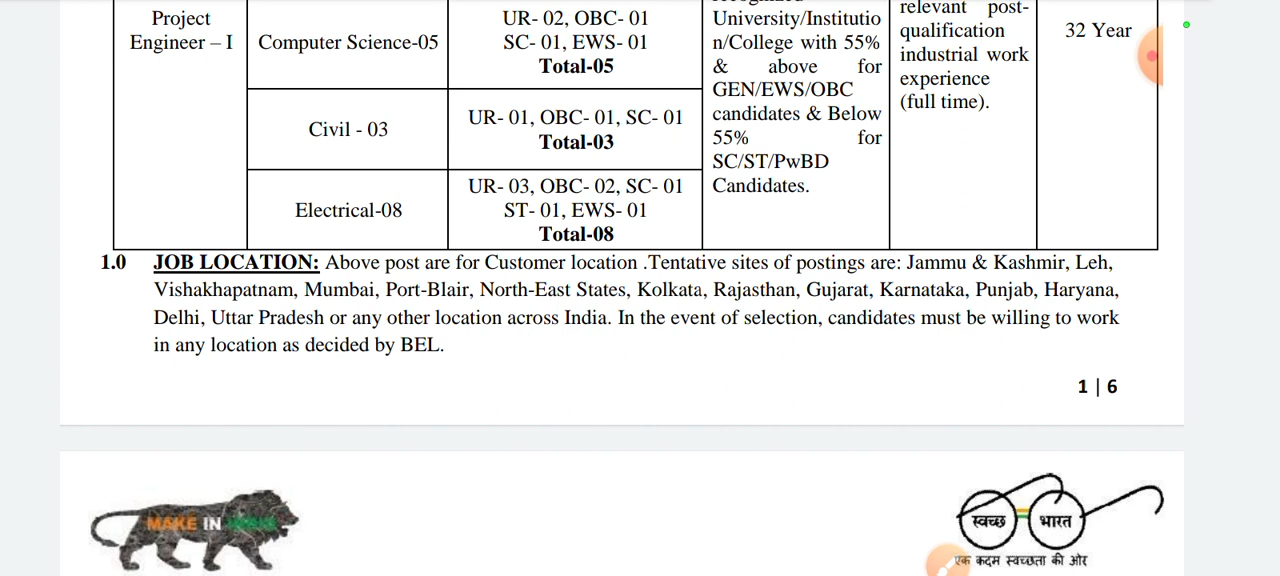 Project
Engineer – I
Computer Science-05
UR- 02, OBC- 01
SC- 01, EWS- 01
Total-05
University/Institutio
n/College with 55%
& above for
GEN/EWS/OBC
candidates & Below
55% for
SC/ST/PwBD
Candidates.
relevant post-
qualification
industrial work
experience
(full time).
32 Year
Civil - 03
UR- 01, OBC- 01, SC- 01
Total-03
Electrical-08
UR- 03, OBC- 02, SC- 01
ST- 01, EWS- 01
Total-08
1.0 JOB LOCATION: Above post are for Customer location .Tentative sites of postings are: Jammu & Kashmir, Leh,
Vishakhapatnam, Mumbai, Port-Blair, North-East States, Kolkata, Rajasthan, Gujarat, Karnataka, Punjab, Haryana,
Delhi, Uttar Pradesh or any other location across India. In the event of selection, candidates must be willing to work
in any location as decided by BEL.
1 | 6
MAKE IN INDIA
स्वच्छ भारत
एक कदम स्वच्छता की ओर